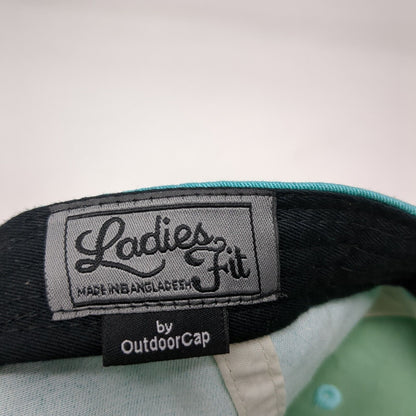 Ladies
Fit
MADE IN BANGLADESH
by
OutdoorCap